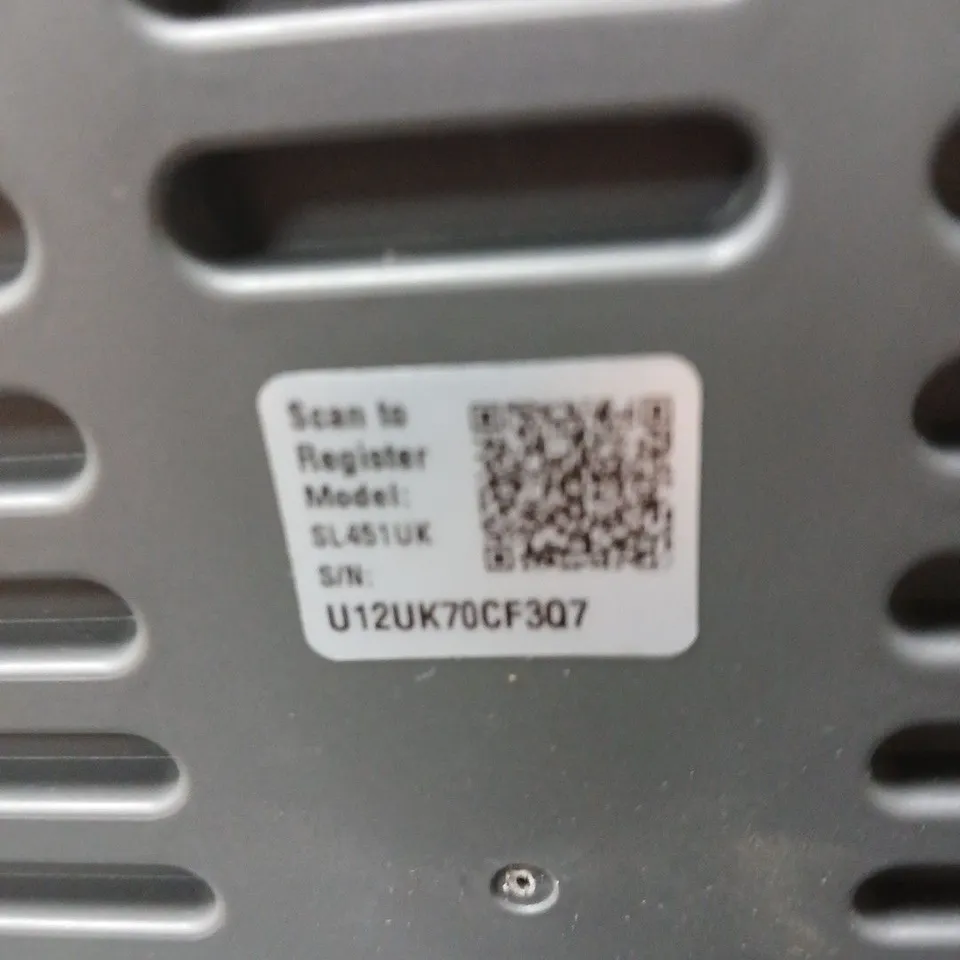 Scan to
Register
Model:
SL451UK
S/N:
U12UK70CF3Q7